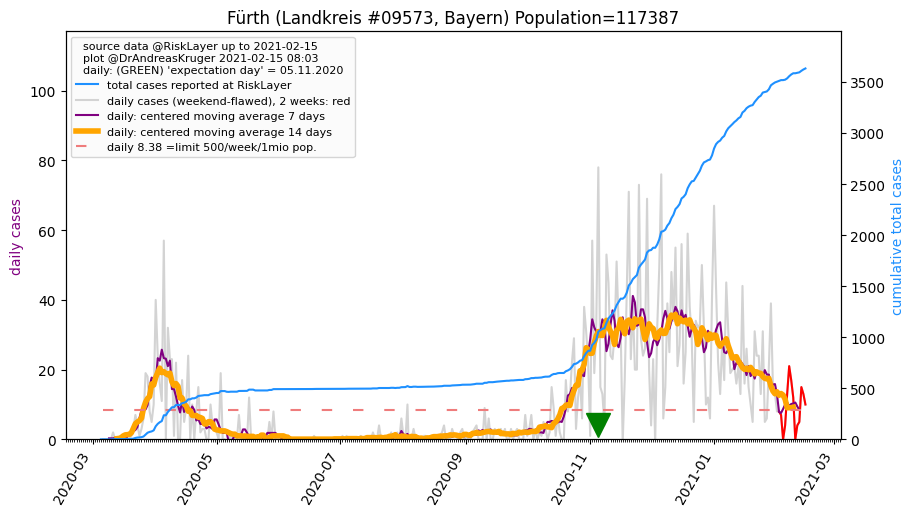 Fürth (Landkreis #09573, Bayern) Population=117387
source data @RiskLayer up to 2021-02-15
plot @DrAndreasKruger 2021-02-15 08:03
daily: (GREEN) 'expectation day' = 05.11.2020
total cases reported at RiskLayer
daily cases (weekend-flawed), 2 weeks: red
daily: centered moving average 7 days
daily: centered moving average 14 days
daily 8.38 =limit 500/week/1mio pop.
daily cases
100
80
60
40
20
0
cumulative total cases
3500
3000
2500
2000
1500
1000
500
0
2020-03
2020-05
2020-07
2020-09
2020-11
2021-01
2021-03